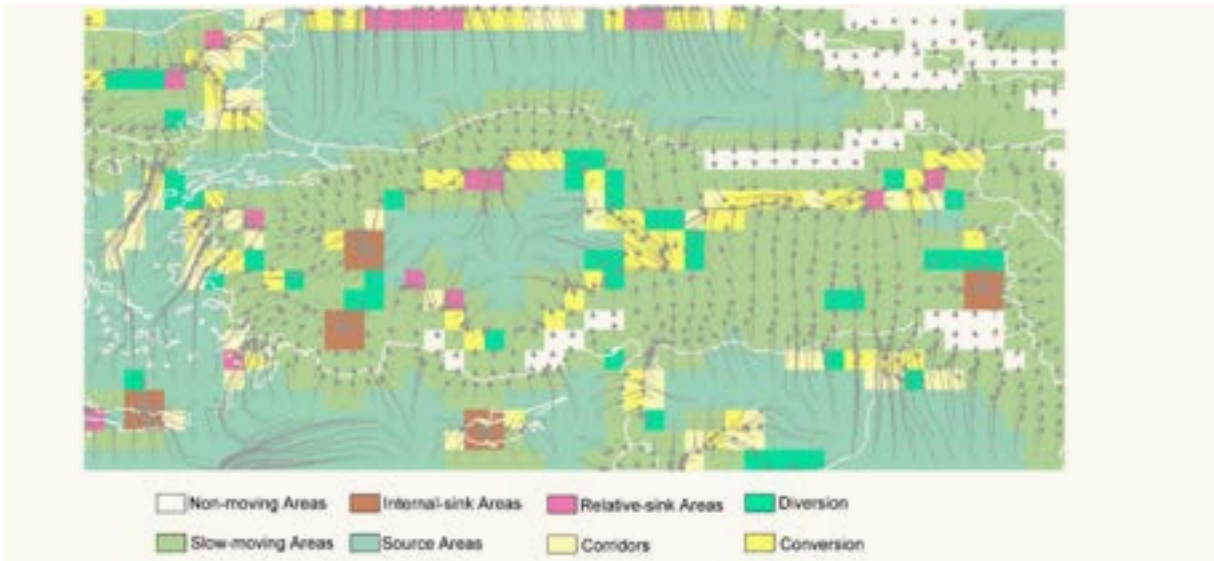 Non-moving Areas Internal-sink Areas Relative-sink Areas Diversion
Slow-moving Areas Source Areas Corridors Conversion